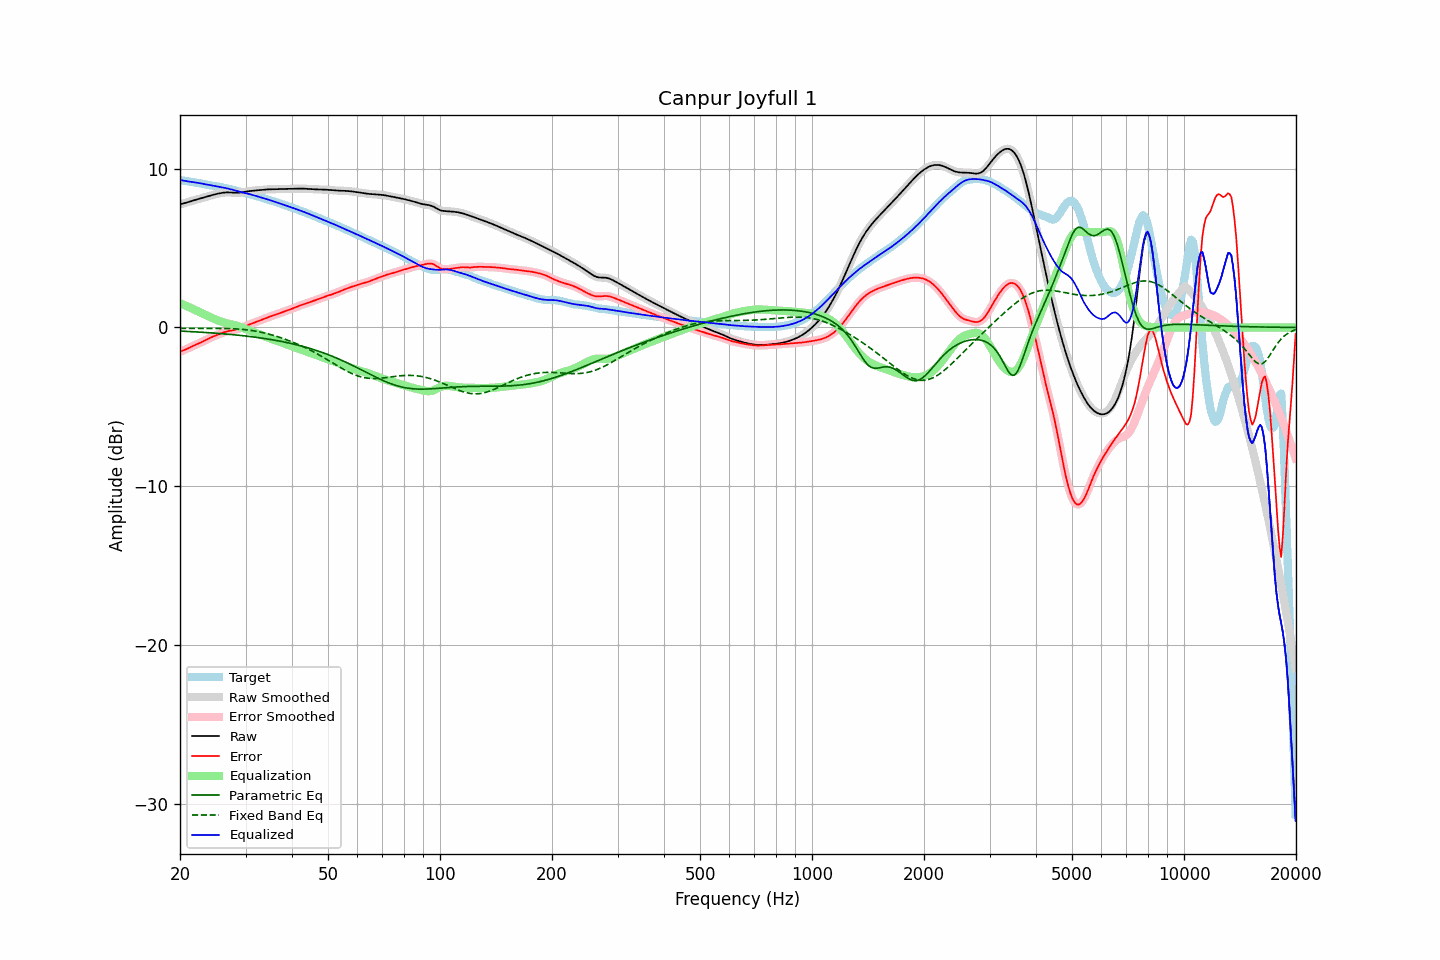 Canpur Joyfull 1
10
0
−10
−20
−30
Amplitude (dBr)
Target
Raw Smoothed
Error Smoothed
Raw
Error
Equalization
Parametric Eq
Fixed Band Eq
Equalized
20 50 100 200 500 1000 2000 5000 10000 20000
Frequency (Hz)